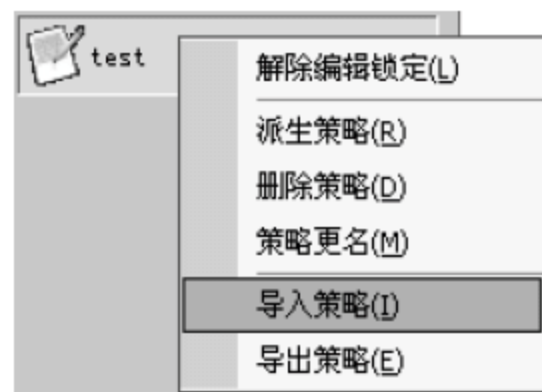 test
解除编辑锁定(L)
派生策略(R)
删除策略(D)
策略更名(M)
导入策略(I)
导出策略(E)